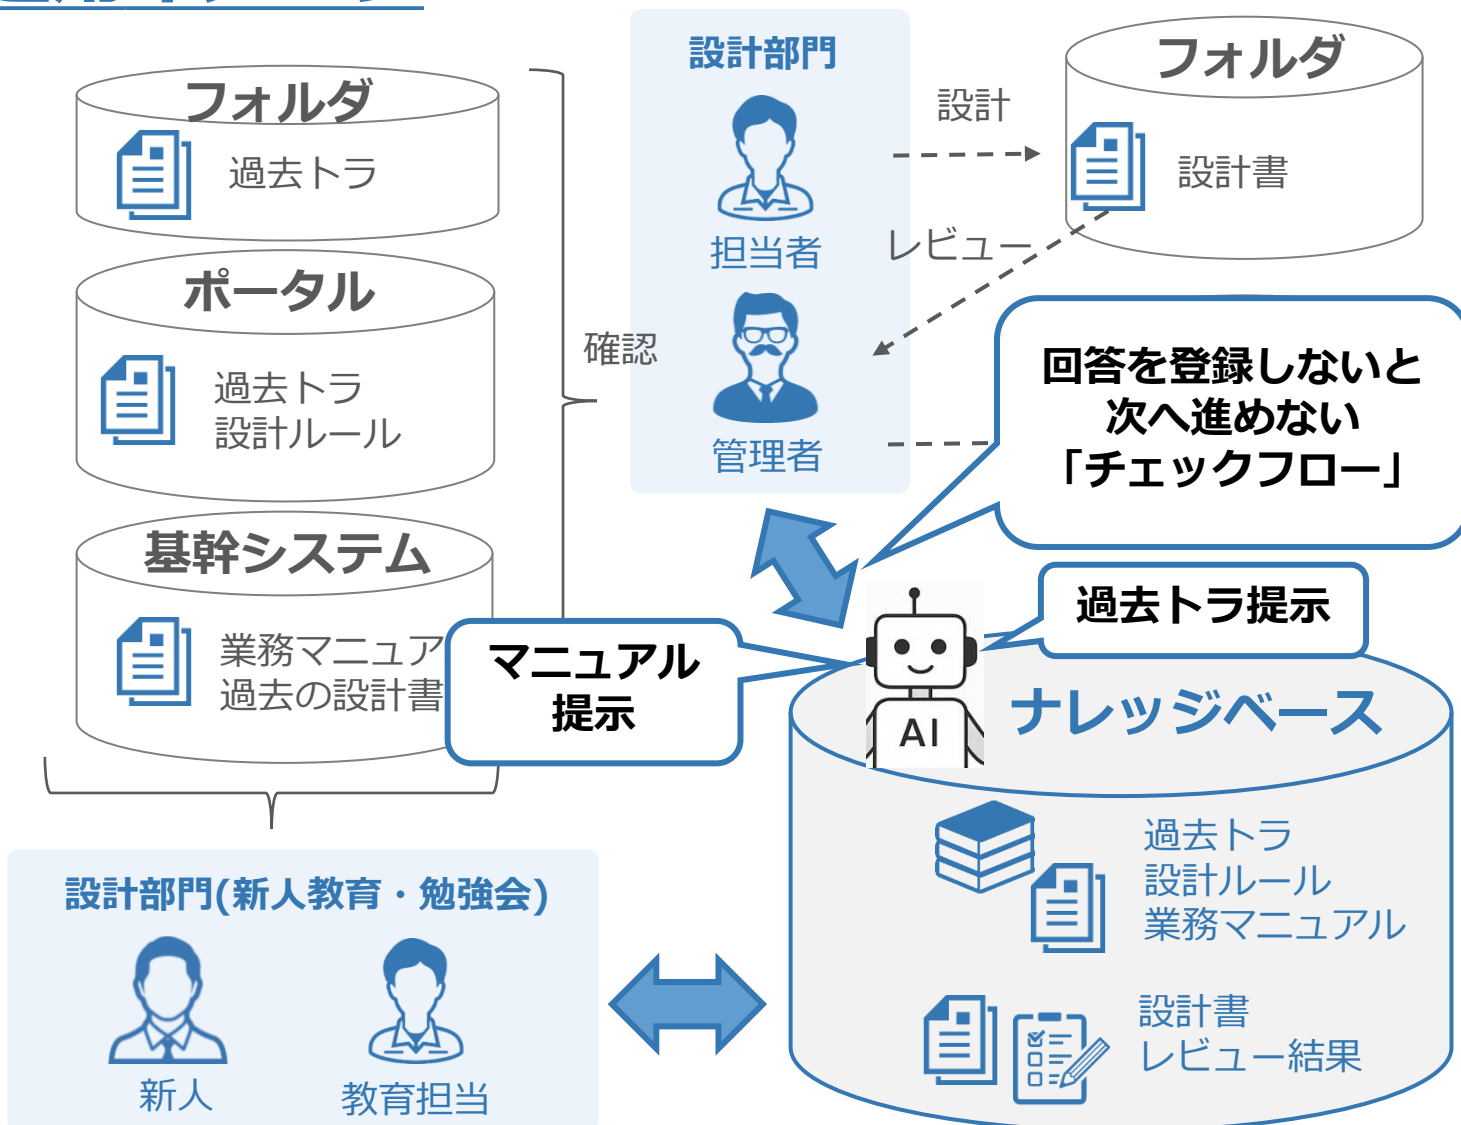 フォルダ
過去トラ
ポータル
過去トラ
設計ルール
基幹システム
業務マニュア
過去の設計書
確認
設計部門
担当者
管理者
設計
レビュー
フォルダ
設計書
回答を登録しないと
次へ進めない
「チェックフロー」
過去トラ提示
マニュアル
提示
AI
ナレッジベース
過去トラ
設計ルール
業務マニュアル
設計書
レビュー結果
設計部門(新人教育・勉強会)
新人
教育担当